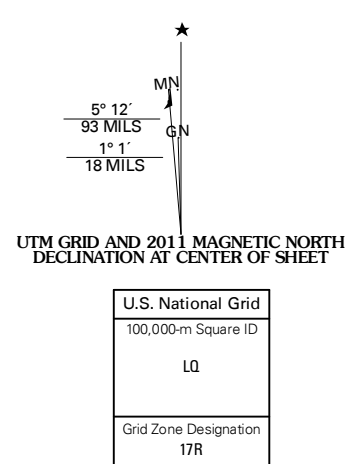 ★
MN
5° 12´
93 MILS
GN
1° 1´
18 MILS
UTM GRID AND 2011 MAGNETIC NORTH
DECLINATION AT CENTER OF SHEET
U.S. National Grid
100,000-m Square ID
LQ
Grid Zone Designation
17R